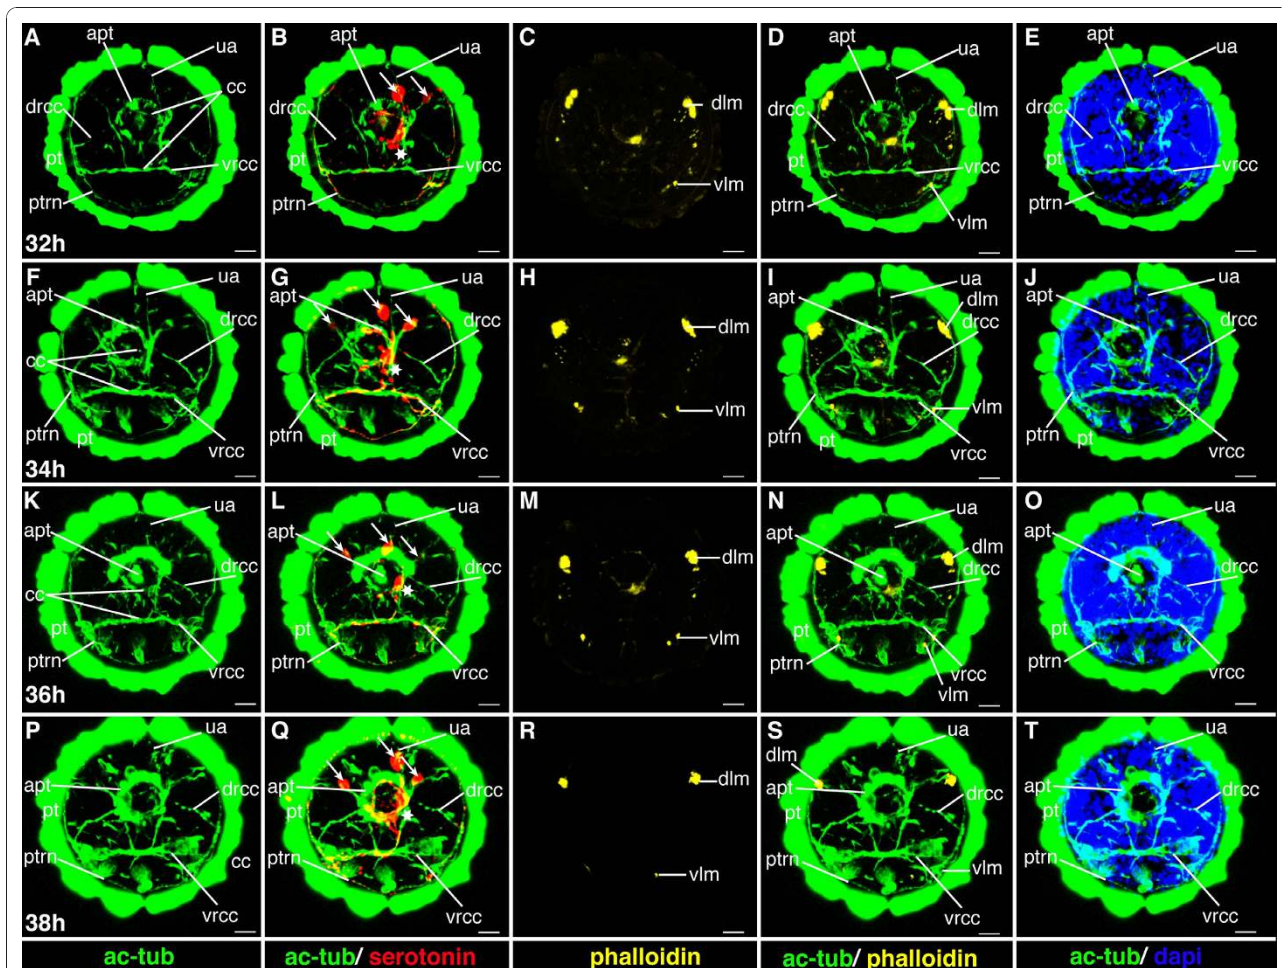 A
apt
ua
cc
drcc
pt
vrcc
ptrn
32h
B
apt
ua
drcc
pt
vrcc
ptrn
C
dlm
vlm
D
apt
ua
dlm
drcc
pt
vrcc
ptrn
vlm
E
apt
ua
drcc
pt
vrcc
ptrn
F
ua
apt
cc
drcc
ptrn
pt
vrcc
34h
G
ua
apt
drcc
ptrn
pt
vrcc
H
dlm
vlm
I
ua
dlm
apt
drcc
vlm
ptrn
pt
vrcc
J
ua
apt
drcc
ptrn
pt
vrcc
K
ua
apt
drcc
cc
pt
ptrn
vrcc
36h
L
ua
apt
drcc
pt
ptrn
vrcc
M
dlm
vlm
N
ua
apt
dlm
drcc
pt
ptrn
vrcc
vlm
O
ua
apt
drcc
pt
ptrn
vrcc
P
ua
apt
drcc
pt
ptrn
cc
vrcc
38h
Q
ua
apt
drcc
pt
ptrn
vrcc
R
dlm
vlm
S
ua
dlm
apt
drcc
pt
ptrn
vlm
vrcc
T
ua
apt
drcc
pt
ptrn
vrcc
ac-tub
ac-tub/ serotonin
phalloidin
ac-tub/ phalloidin
ac-tub/ dapi